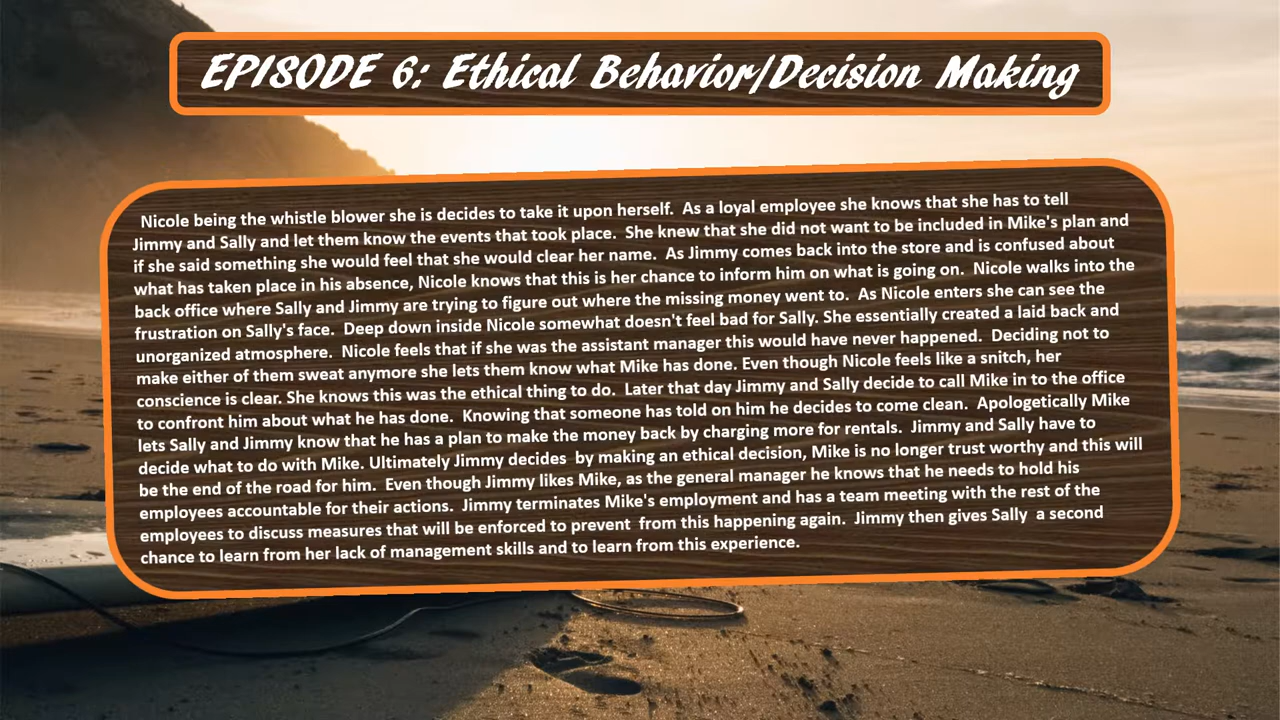 EPISODE 6: Ethical Behavior/Decision Making
Nicole being the whistle blower she is decides to take it upon herself.  As a loyal employee she knows that she has to tell
Jimmy and Sally and let them know the events that took place.  She knew that she did not want to be included in Mike's plan and
if she said something she would feel that she would clear her name.  As Jimmy comes back into the store and is confused about
what has taken place in his absence, Nicole knows that this is her chance to inform him on what is going on.  Nicole walks into the
back office where Sally and Jimmy are trying to figure out where the missing money went to.  As Nicole enters she can see the
frustration on Sally's face.  Deep down inside Nicole somewhat doesn't feel bad for Sally. She essentially created a laid back and
unorganized atmosphere.  Nicole feels that if she was the assistant manager this would have never happened.  Deciding not to
make either of them sweat anymore she lets them know what Mike has done. Even though Nicole feels like a snitch, her
conscience is clear. She knows this was the ethical thing to do.  Later that day Jimmy and Sally decide to call Mike in to the office
to confront him about what he has done.  Knowing that someone has told on him he decides to come clean.  Apologetically Mike
lets Sally and Jimmy know that he has a plan to make the money back by charging more for rentals.  Jimmy and Sally have to
decide what to do with Mike. Ultimately Jimmy decides  by making an ethical decision, Mike is no longer trust worthy and this will
be the end of the road for him.  Even though Jimmy likes Mike, as the general manager he knows that he needs to hold his
employees accountable for their actions.  Jimmy terminates Mike's employment and has a team meeting with the rest of the
employees to discuss measures that will be enforced to prevent  from this happening again.  Jimmy then gives Sally  a second
chance to learn from her lack of management skills and to learn from this experience.